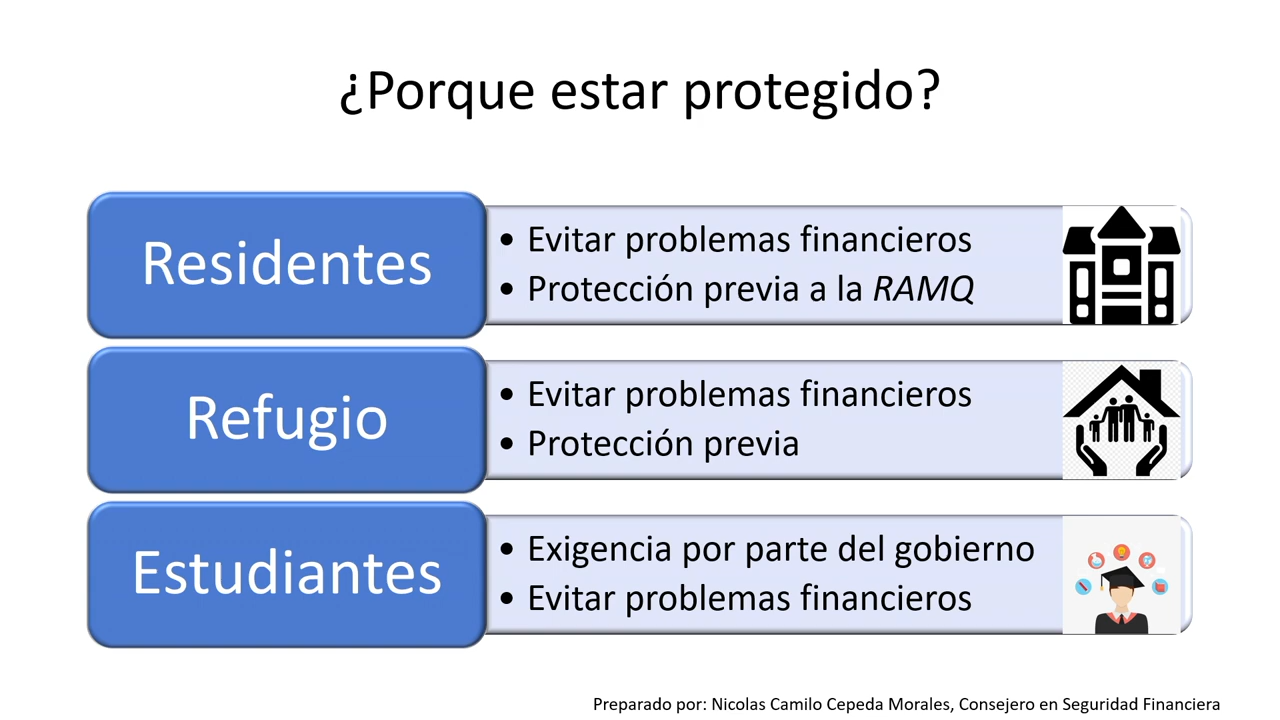 ¿Porque estar protegido?
Residentes
• Evitar problemas financieros
• Protección previa a la RAMQ
Refugio
• Evitar problemas financieros
• Protección previa
Estudiantes
• Exigencia por parte del gobierno
• Evitar problemas financieros
Preparado por: Nicolas Camilo Cepeda Morales, Consejero en Seguridad Financiera